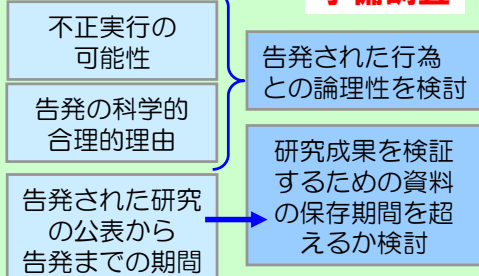 不正実行の
可能性
告発の科学的
合理的理由
告発された研究
の公表から
告発までの期間
告発された行為
との論理性を検討
研究成果を検証
するための資料
の保存期間を超
えるか検討